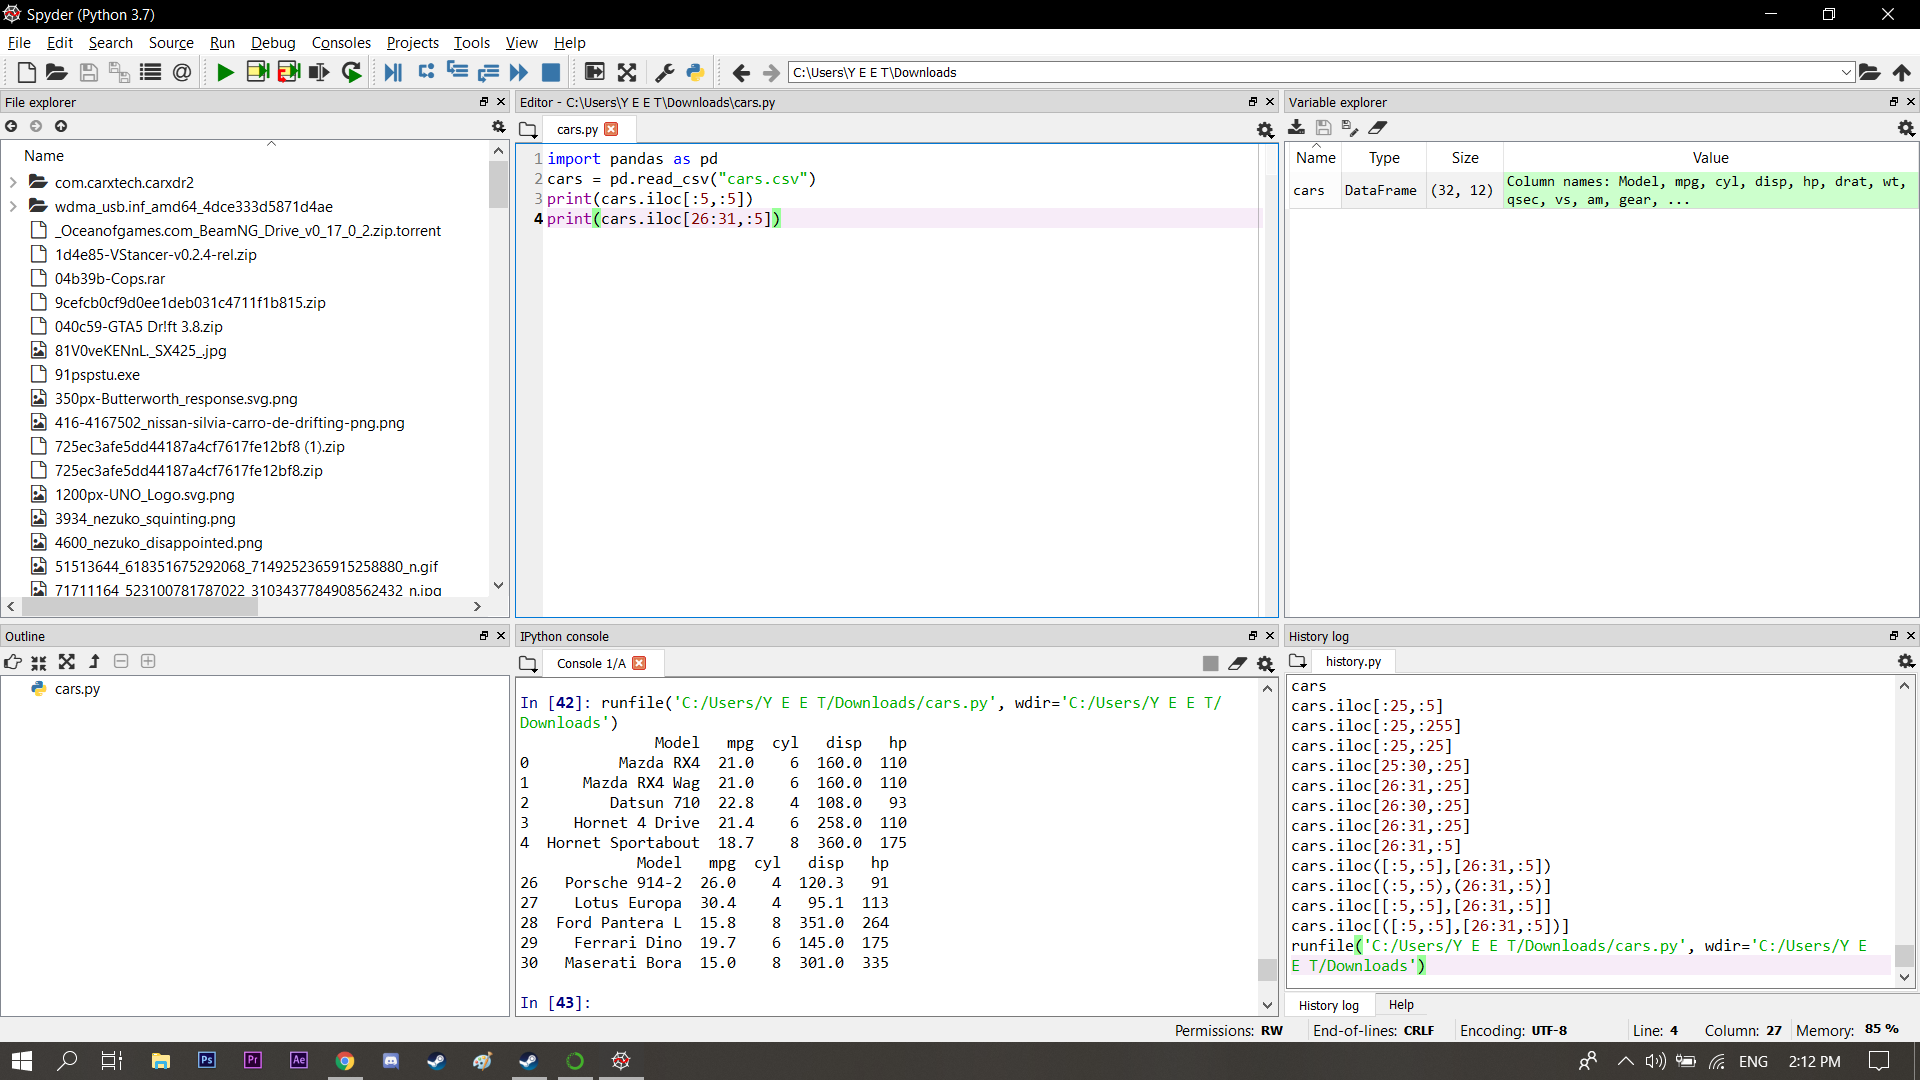 Spyder (Python 3.7)
File Edit Search Source Run Debug Consoles Projects Tools View Help
C:\Users\Y E E T\Downloads
File explorer
Name
com.carxtech.carxdr2
wdma_usb.inf_amd64_4dce333d5871d4ae
_Oceanofgames.com_BeamNG_Drive_v0_17_0_2.zip.torrent
1d4e85-VStancer-v0.2.4-rel.zip
04b39b-Cops.rar
9cefcb0cf9d0ee1deb031c4711f1b815.zip
040c59-GTA5 Dr!ft 3.8.zip
81V0veKENnL._SX425_.jpg
91pspstu.exe
350px-Butterworth_response.svg.png
416-4167502_nissan-silvia-carro-de-drifting-png.png
725ec3afe5dd44187a4cf7617fe12bf8 (1).zip
725ec3afe5dd44187a4cf7617fe12bf8.zip
1200px-UNO_Logo.svg.png
3934_nezuko_squinting.png
4600_nezuko_disappointed.png
51513644_618351675292068_7149252365915258880_n.gif
71711164_523100781787022_3103437784908562432_n.jpg
Outline
cars.py
Editor - C:\Users\Y E E T\Downloads\cars.py
cars.py
1 import pandas as pd
2 cars = pd.read_csv("cars.csv")
3 print(cars.iloc[:5,:5])
4 print(cars.iloc[26:31,:5])
IPython console
Console 1/A
In [42]: runfile('C:/Users/Y E E T/Downloads/cars.py', wdir='C:/Users/Y E E T/
Downloads')
Model mpg cyl disp hp
0 Mazda RX4 21.0 6 160.0 110
1 Mazda RX4 Wag 21.0 6 160.0 110
2 Datsun 710 22.8 4 108.0 93
3 Hornet 4 Drive 21.4 6 258.0 110
4 Hornet Sportabout 18.7 8 360.0 175
Model mpg cyl disp hp
26 Porsche 914-2 26.0 4 120.3 91
27 Lotus Europa 30.4 4 95.1 113
28 Ford Pantera L 15.8 8 351.0 264
29 Ferrari Dino 19.7 6 145.0 175
30 Maserati Bora 15.0 8 301.0 335
In [43]:
Variable explorer
Name Type Size Value
cars DataFrame (32, 12) Column names: Model, mpg, cyl, disp, hp, drat, wt,
qsec, vs, am, gear, ...
History log
history.py
cars
cars.iloc[:25,:5]
cars.iloc[:25,:255]
cars.iloc[:25,:25]
cars.iloc[25:30,:25]
cars.iloc[26:31,:25]
cars.iloc[26:30,:25]
cars.iloc[26:31,:25]
cars.iloc[26:31,:5]
cars.iloc([:5,:5],[26:31,:5])
cars.iloc[(:5,:5),(26:31,:5)]
cars.iloc[[:5,:5],[26:31,:5]]
cars.iloc[([:5,:5],[26:31,:5])]
runfile('C:/Users/Y E E T/Downloads/cars.py', wdir='C:/Users/Y E
E T/Downloads')
History log Help
Permissions: RW End-of-lines: CRLF Encoding: UTF-8 Line: 4 Column: 27 Memory: 85 %
Ps Pr Ae ENG 2:12 PM